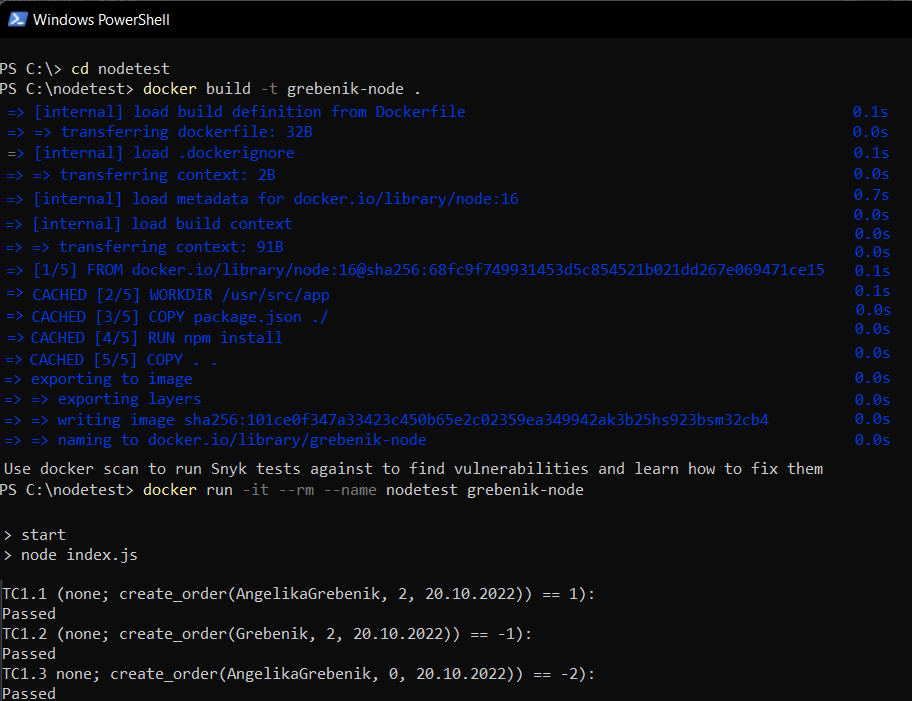 Windows PowerShell
PS C:\> cd nodetest
PS C:\nodetest> docker build -t grebenik-node .
=> [internal] load build definition from Dockerfile 0.1s
=> => transferring dockerfile: 32B 0.0s
=> [internal] load .dockerignore 0.1s
=> => transferring context: 2B 0.0s
=> [internal] load metadata for docker.io/library/node:16 0.7s
=> [internal] load build context 0.0s
=> => transferring context: 91B 0.0s
0.0s
=> [1/5] FROM docker.io/library/node:16@sha256:68fc9f749931453d5c854521b021dd267e069471ce15 0.1s
=> CACHED [2/5] WORKDIR /usr/src/app 0.1s
=> CACHED [3/5] COPY package.json ./ 0.0s
=> CACHED [4/5] RUN npm install 0.0s
=> CACHED [5/5] COPY . . 0.0s
=> exporting to image 0.0s
=> => exporting layers 0.0s
=> => writing image sha256:101ce0f347a33423c450b65e2c02359ea349942ak3b25hs923bsm32cb4 0.0s
=> => naming to docker.io/library/grebenik-node 0.0s
Use docker scan to run Snyk tests against to find vulnerabilities and learn how to fix them
PS C:\nodetest> docker run -it --rm --name nodetest grebenik-node
> start
> node index.js
TC1.1 (none; create_order(AngelikaGrebenik, 2, 20.10.2022)) == 1):
Passed
TC1.2 (none; create_order(Grebenik, 2, 20.10.2022)) == -1):
Passed
TC1.3 none; create_order(AngelikaGrebenik, 0, 20.10.2022)) == -2):
Passed